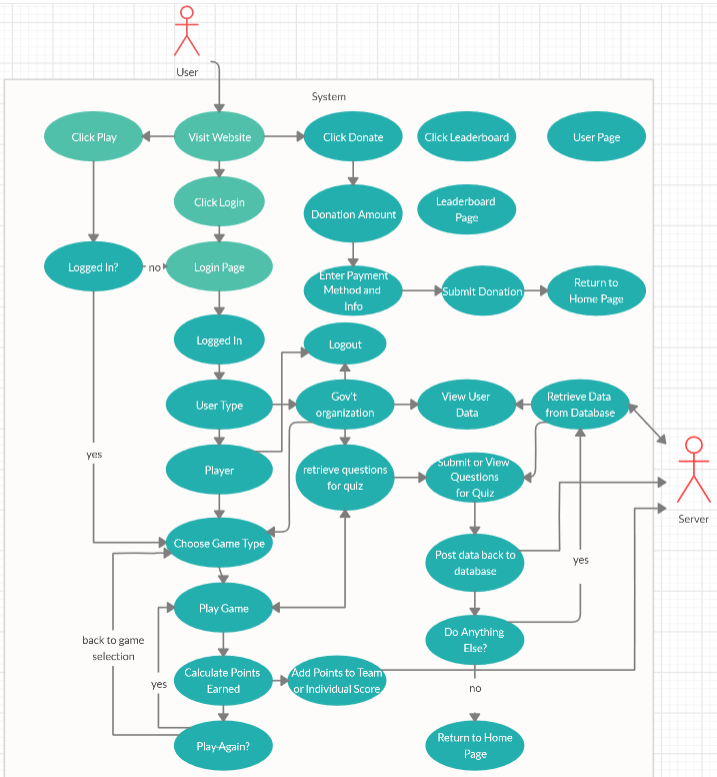 User
System
Click Play
Visit Website
Click Donate
Click Leaderboard
User Page
Click Login
Donation Amount
Leaderboard
Page
Logged In?
no
Login Page
Enter Payment
Method and
Info
Submit Donation
Return to
Home Page
Logged In
Logout
User Type
Gov't
organization
View User
Data
Retrieve Data
from Database
yes
Player
retrieve questions
for quiz
Submit or View
Questions
for Quiz
Server
Choose Game Type
Post data back to
database
yes
Play Game
back to game
selection
Do Anything
Else?
yes
Calculate Points
Earned
Add Points to Team
or Individual Score
no
Play Again?
Return to Home
Page